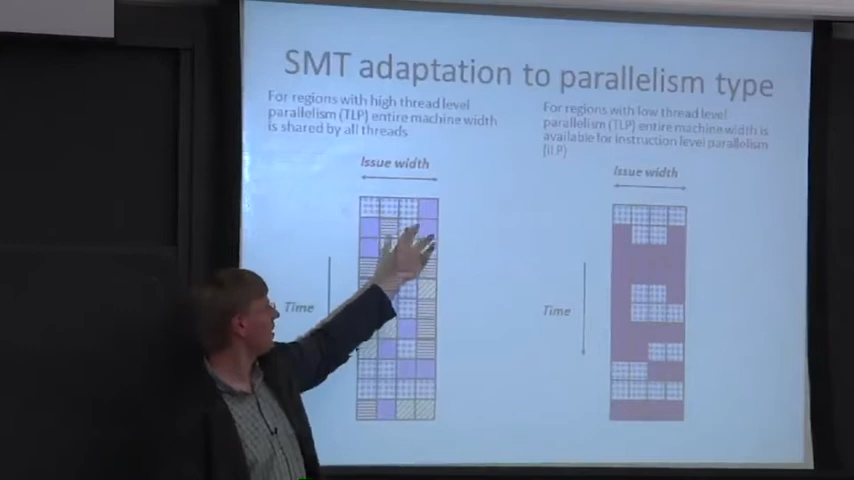 SMT adaptation to parallelism type
For regions with high thread level
parallelism (TLP) entire machine width
is shared by all threads
For regions with low thread level
parallelism (TLP) entire machine width is
available for instruction level parallelism
(ILP)
Issue width
Issue width
Time
Time